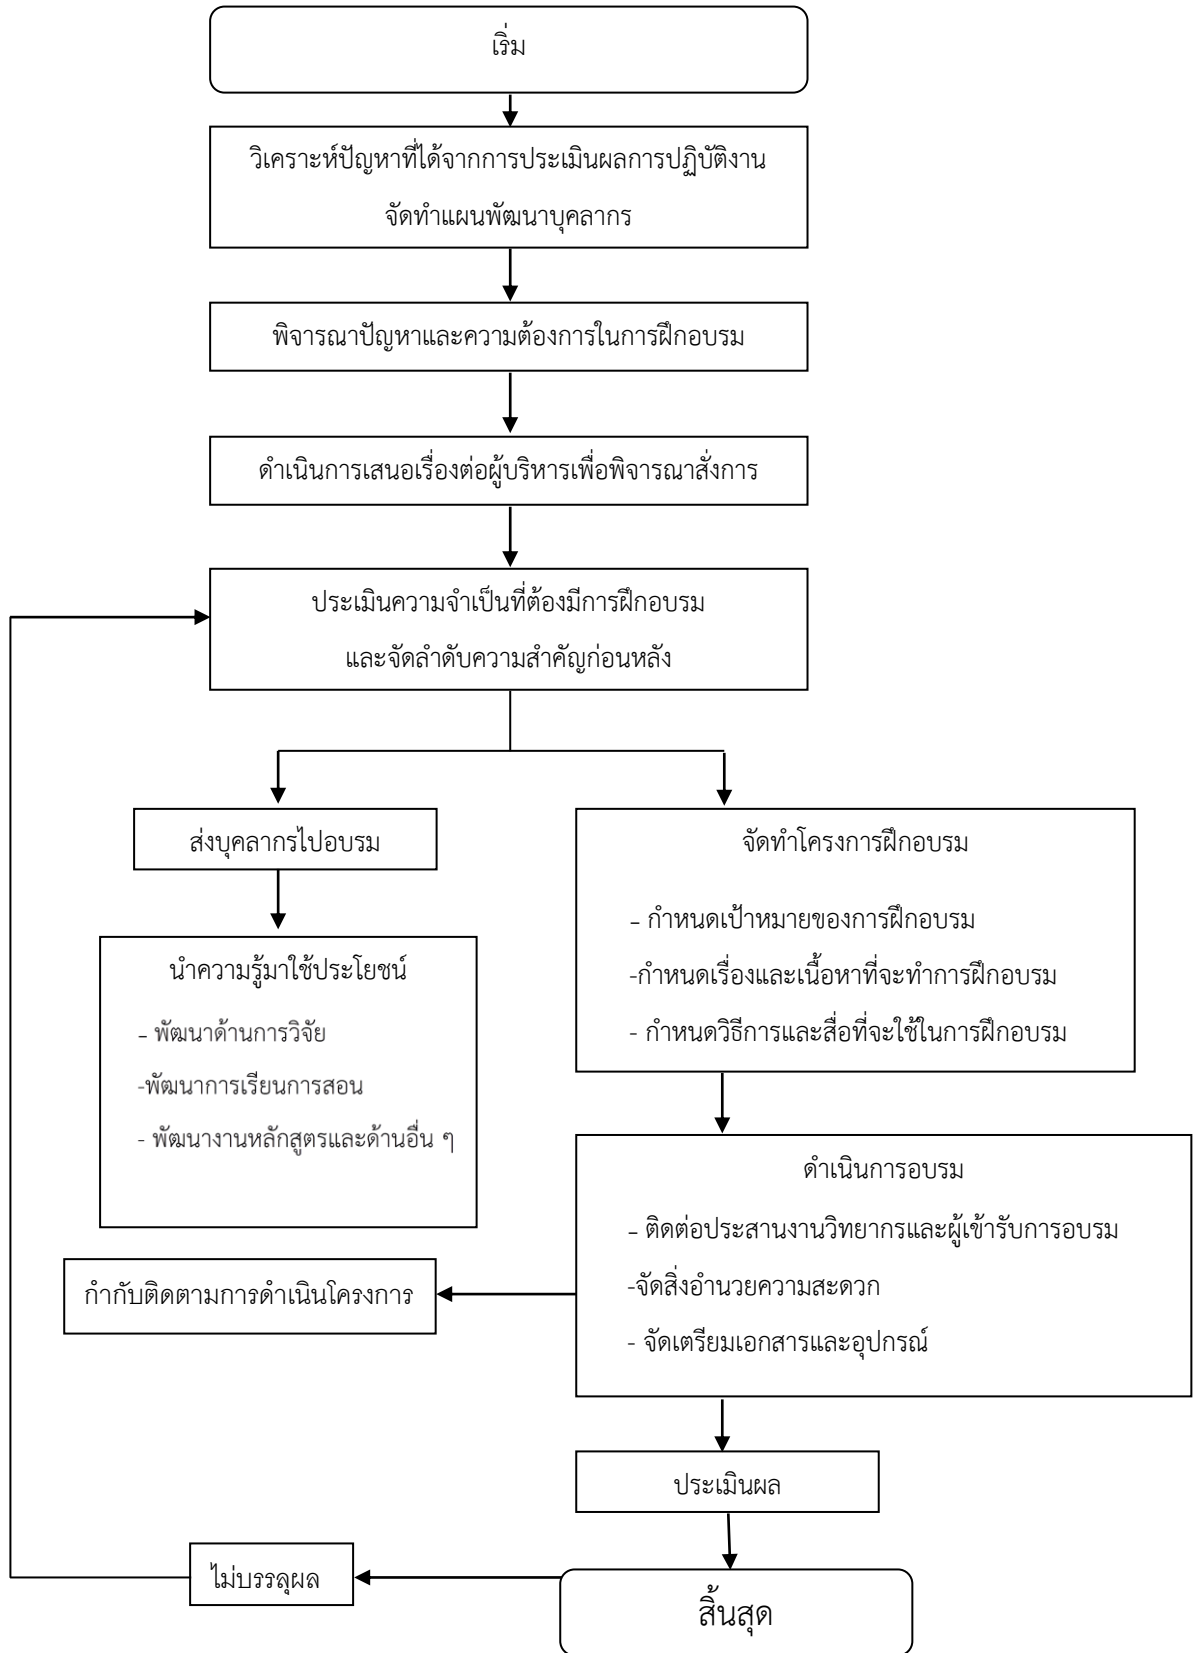 เริ่ม
วิเคราะห์ปัญหาที่ได้จากการประเมินผลการปฏิบัติงาน
จัดทำแผนพัฒนาบุคลากร
พิจารณาปัญหาและความต้องการในการฝึกอบรม
ดำเนินการเสนอเรื่องต่อผู้บริหารเพื่อพิจารณาสั่งการ
ประเมินความจำเป็นที่ต้องมีการฝึกอบรม
และจัดลำดับความสำคัญก่อนหลัง
ส่งบุคลากรไปอบรม
นำความรู้มาใช้ประโยชน์
- พัฒนาด้านการวิจัย
-พัฒนาการเรียนการสอน
- พัฒนางานหลักสูตรและด้านอื่น ๆ
จัดทำโครงการฝึกอบรม
- กำหนดเป้าหมายของการฝึกอบรม
-กำหนดเรื่องและเนื้อหาที่จะทำการฝึกอบรม
- กำหนดวิธีการและสื่อที่จะใช้ในการฝึกอบรม
ดำเนินการอบรม
- ติดต่อประสานงานวิทยากรและผู้เข้ารับการอบรม
-จัดสิ่งอำนวยความสะดวก
- จัดเตรียมเอกสารและอุปกรณ์
กำกับติดตามการดำเนินโครงการ
ประเมินผล
ไม่บรรลุผล
สิ้นสุด